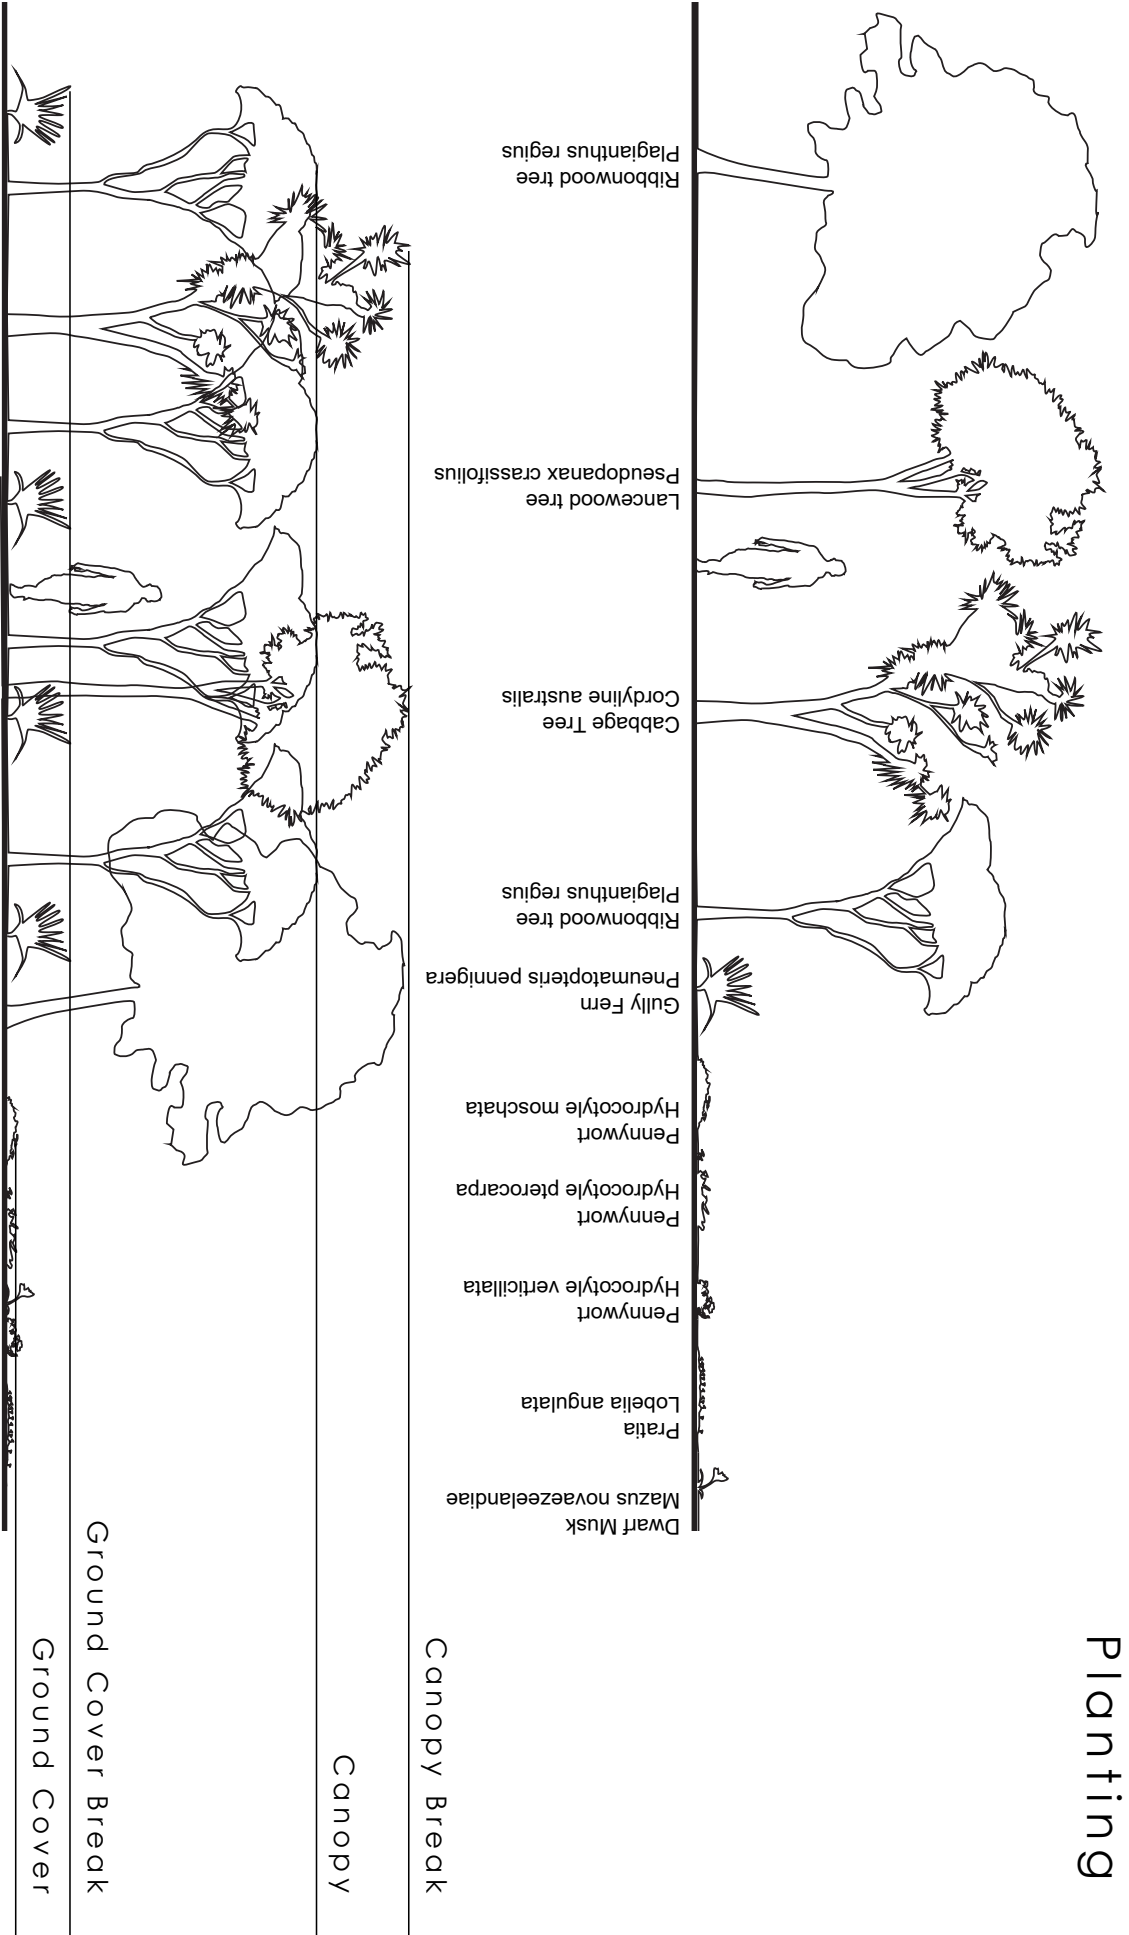 Planting
Ribbonwood tree
Plagianthus regius
Lancewood tree
Pseudopanax crassifolius
Cabbage Tree
Cordyline australis
Ribbonwood tree
Plagianthus regius
Gully Fern
Pneumatopteris pennigera
Pennywort
Hydrocotyle moschata
Pennywort
Hydrocotyle pterocarpa
Pennywort
Hydrocotyle verticillata
Pratia
Lobelia angulata
Dwarf Musk
Mazus novaezeelandiae
Canopy Break
Canopy
Ground Cover Break
Ground Cover